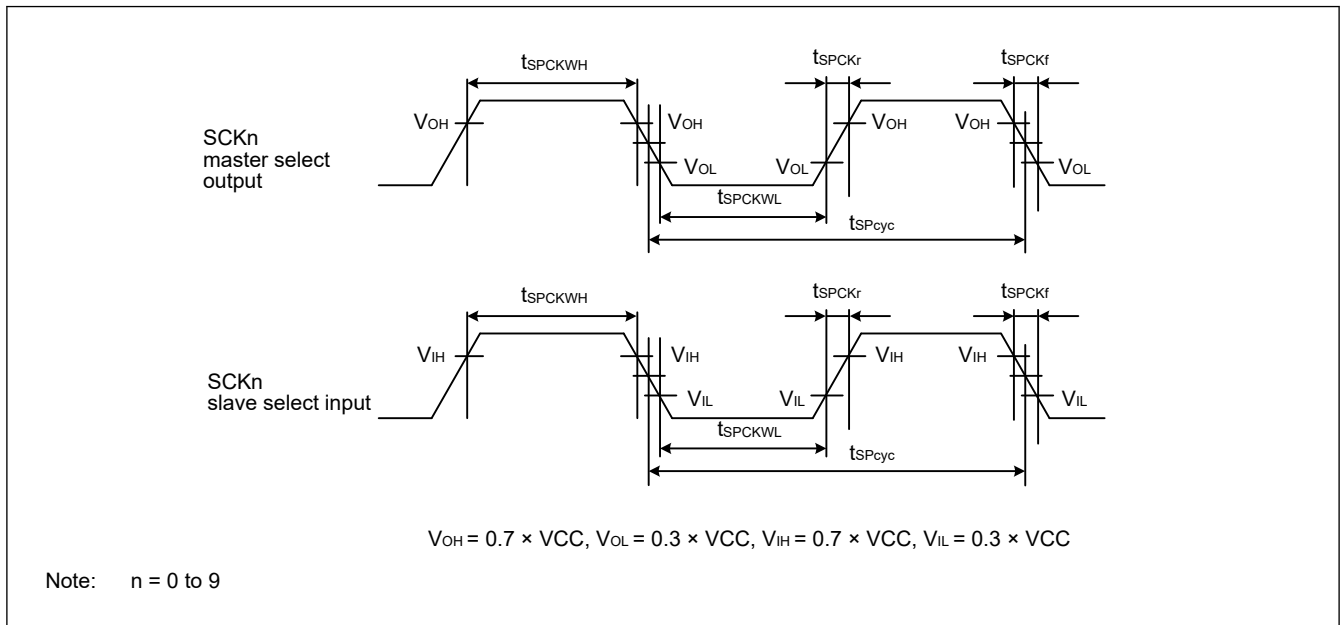 tSPCKWH
tSPCKr
tSPCKf
SCKn
master select
output
VOH
VOH
VOH
VOH
VOL
VOL
VOL
tSPCKWL
tSPcyc
tSPCKWH
tSPCKr
tSPCKf
SCKn
slave select input
VIH
VIH
VIH
VIH
VIL
VIL
VIL
tSPCKWL
tSPcyc
VOH = 0.7 × VCC, VOL = 0.3 × VCC, VIH = 0.7 × VCC, VIL = 0.3 × VCC
Note: n = 0 to 9